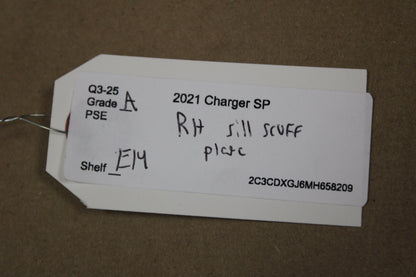 Q3-25
Grade A
PSE
2021 Charger SP
RH sill scuff
plate
Shelf E14
2C3CDXGJ6MH658209